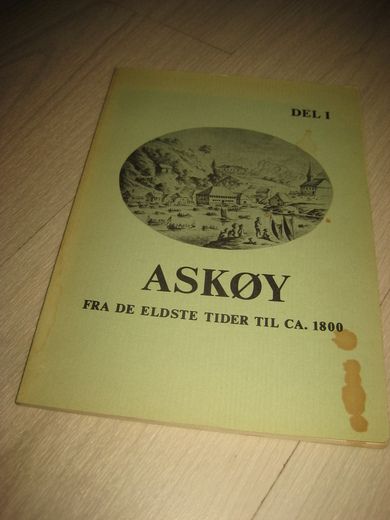 DEL I
ASKØY
FRA DE ELDSTE TIDER TIL CA. 1800